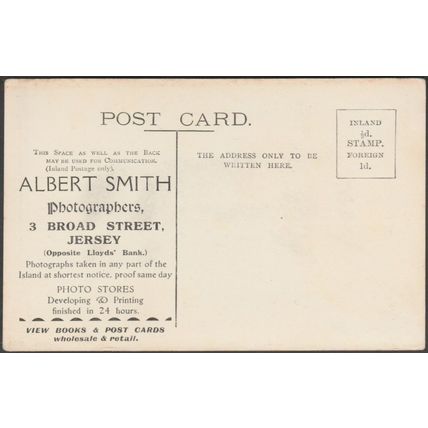 POST CARD.
THIS SPACE AS WELL AS THE BACK
MAY BE USED FOR COMMUNICATION.
(Inland Postage only).
ALBERT SMITH
Photographers,
3 BROAD STREET,
JERSEY
(Opposite Lloyds' Bank.)
Photographs taken in any part of the
Island at shortest notice, proof same day
PHOTO STORES
Developing & Printing
finished in 24 hours.
VIEW BOOKS & POST CARDS
wholesale & retail.
THE ADDRESS ONLY TO BE
WRITTEN HERE.
INLAND
½d.
STAMP.
FOREIGN
1d.